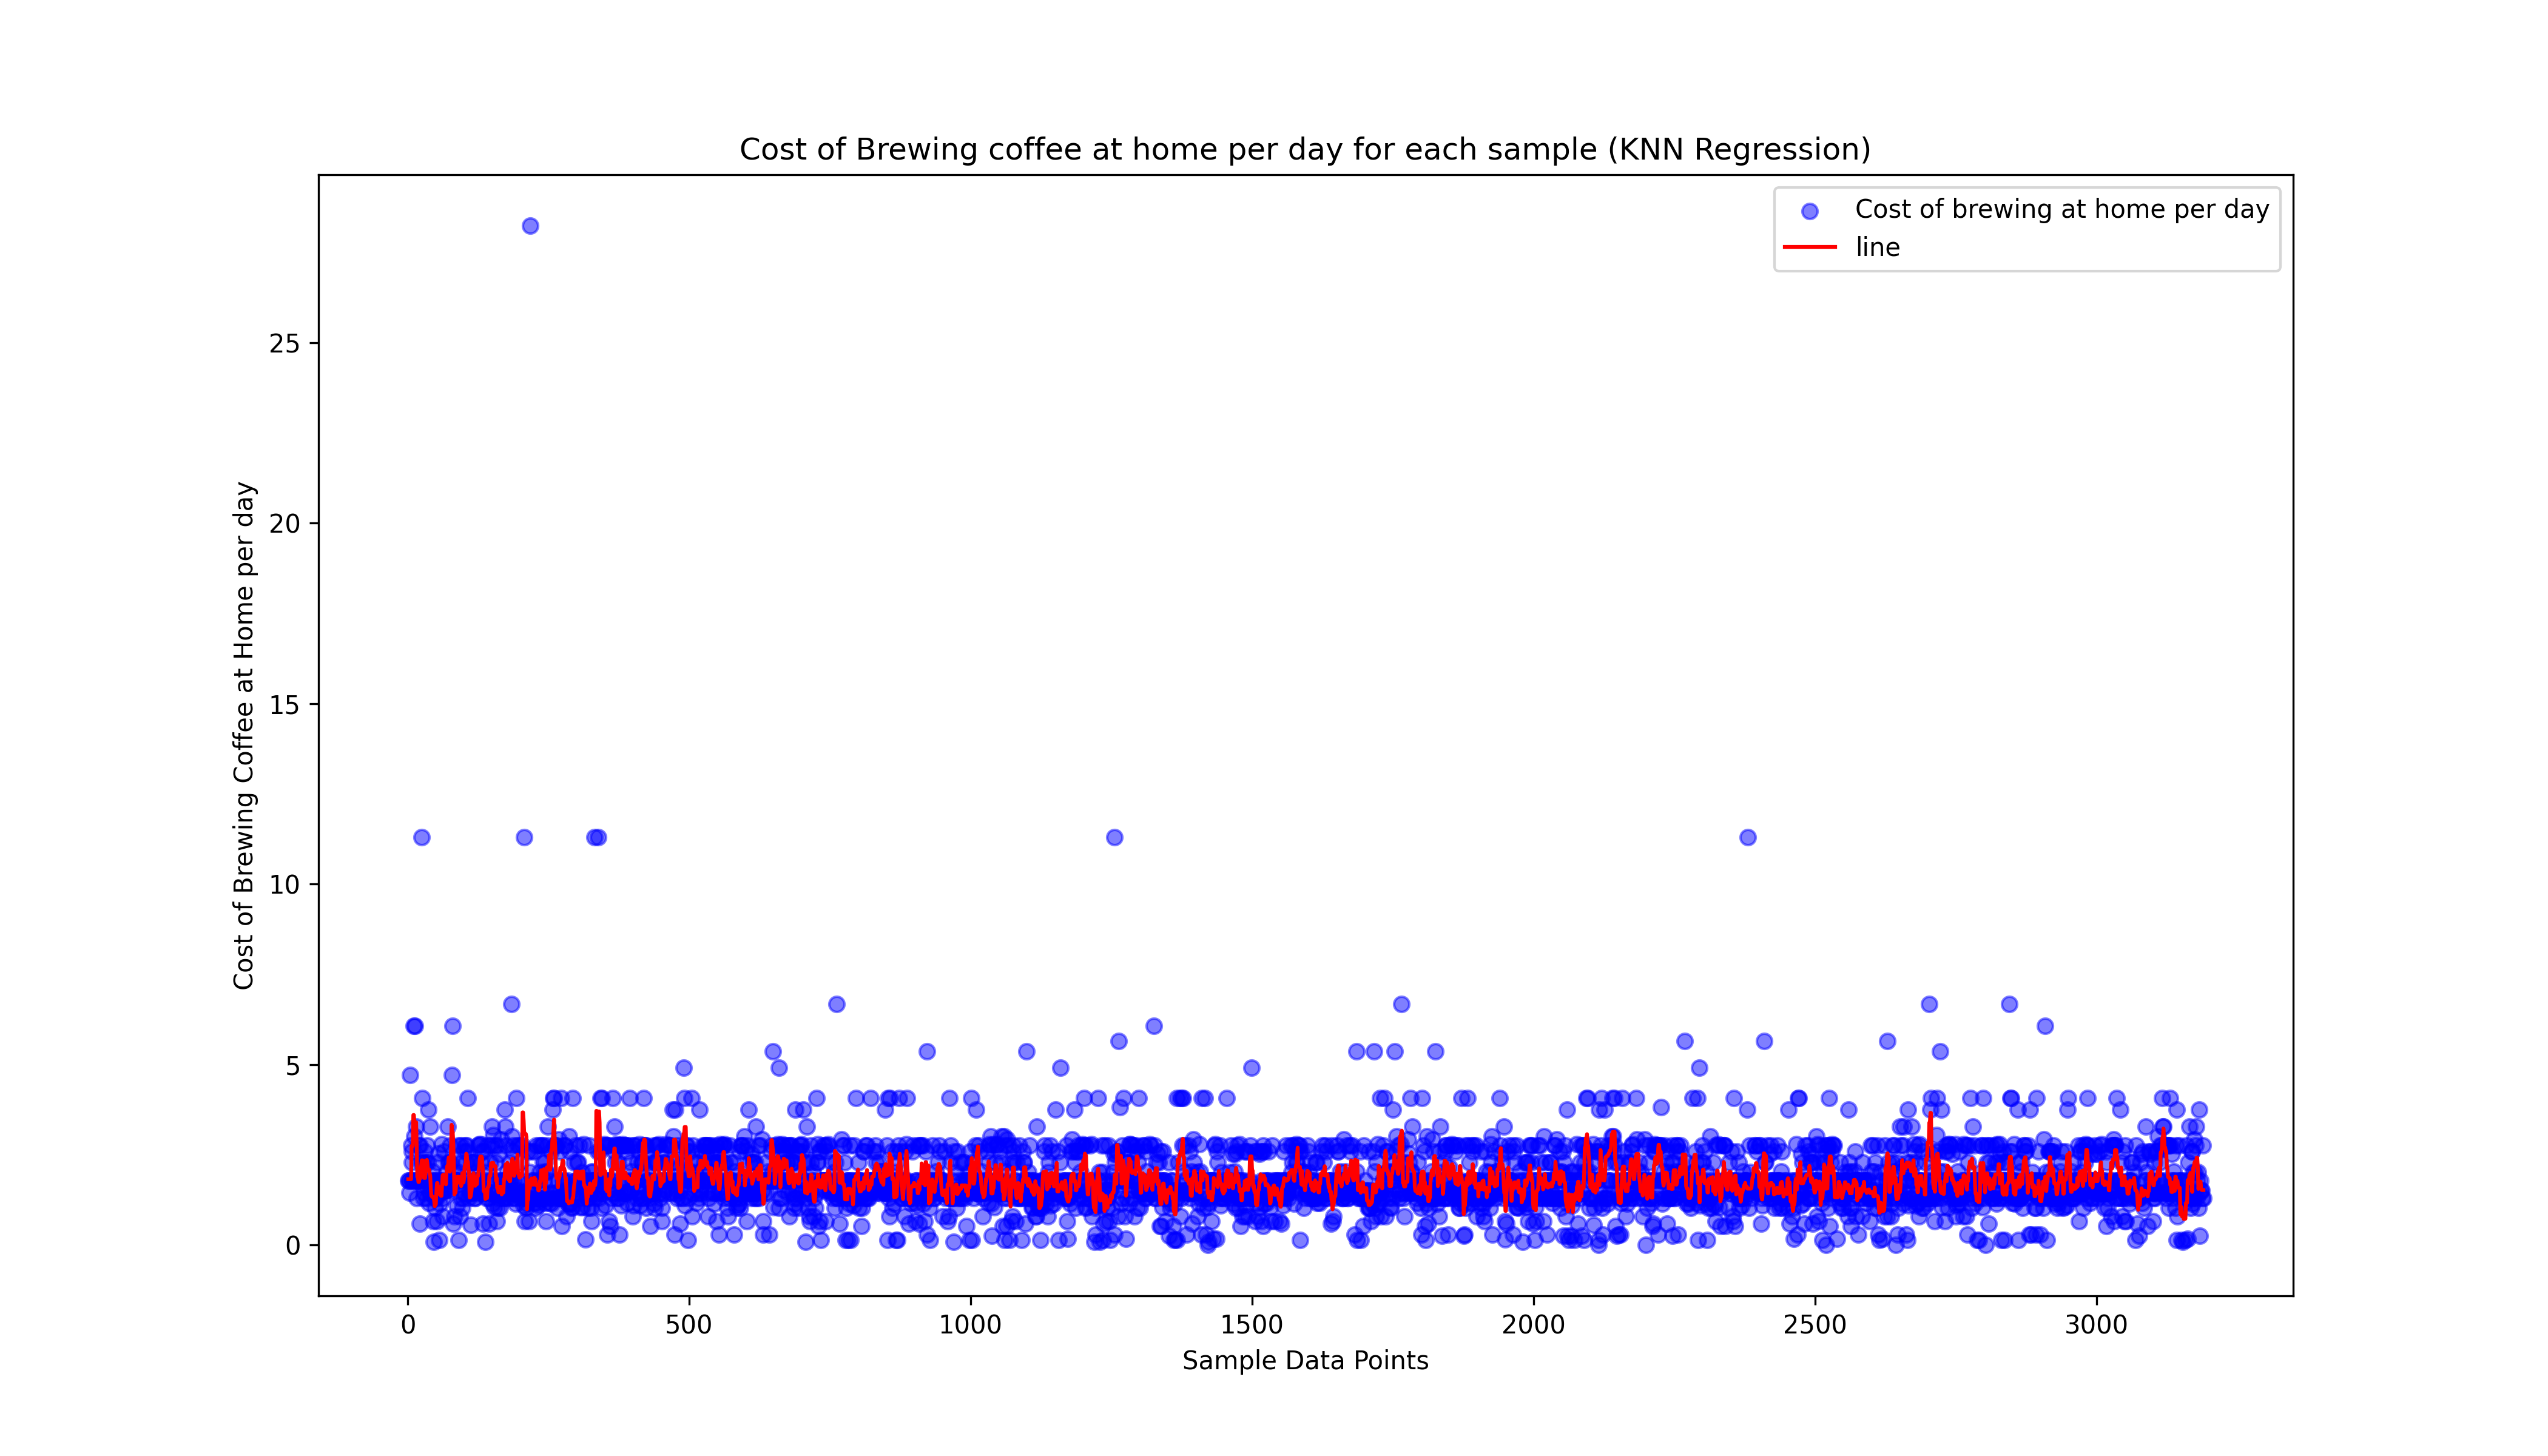 Cost of Brewing coffee at home per day for each sample (KNN Regression)
Cost of brewing at home per day
line
Cost of Brewing Coffee at Home per day
25
20
15
10
5
0
0 500 1000 1500 2000 2500 3000
Sample Data Points